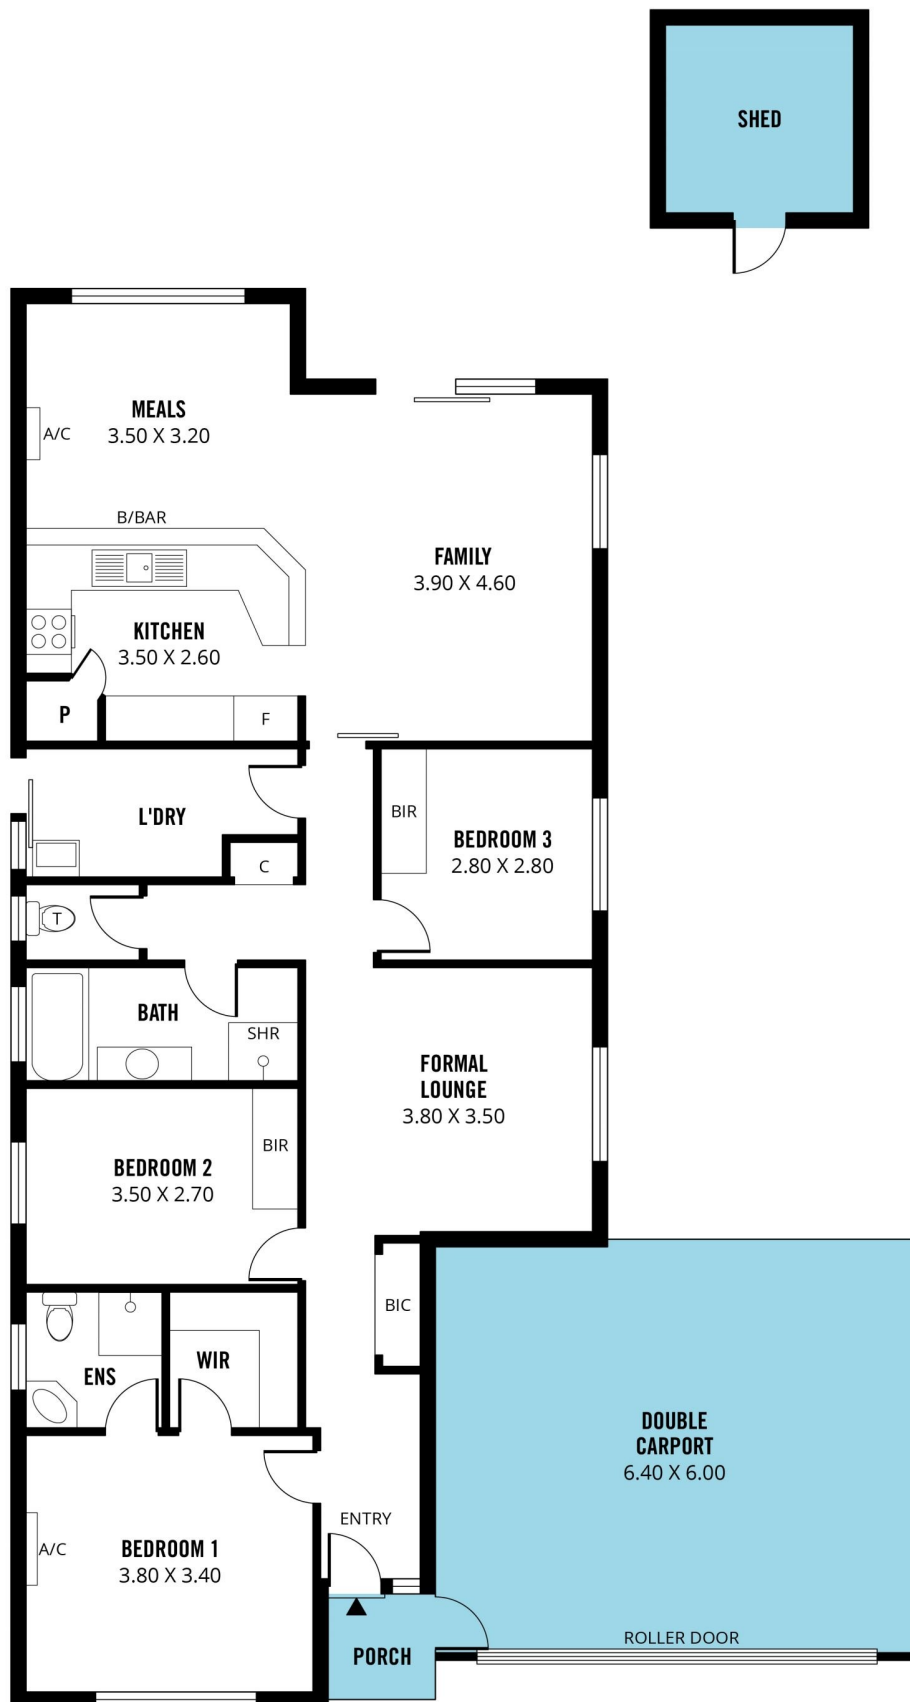 SHED
MEALS
3.50 X 3.20
A/C
B/BAR
FAMILY
3.90 X 4.60
KITCHEN
3.50 X 2.60
P
F
L'DRY
BIR
BEDROOM 3
2.80 X 2.80
C
T
BATH
SHR
FORMAL
LOUNGE
3.80 X 3.50
BIR
BEDROOM 2
3.50 X 2.70
BIC
ENS
WIR
DOUBLE
CARPORT
6.40 X 6.00
ENTRY
A/C
BEDROOM 1
3.80 X 3.40
ROLLER DOOR
PORCH